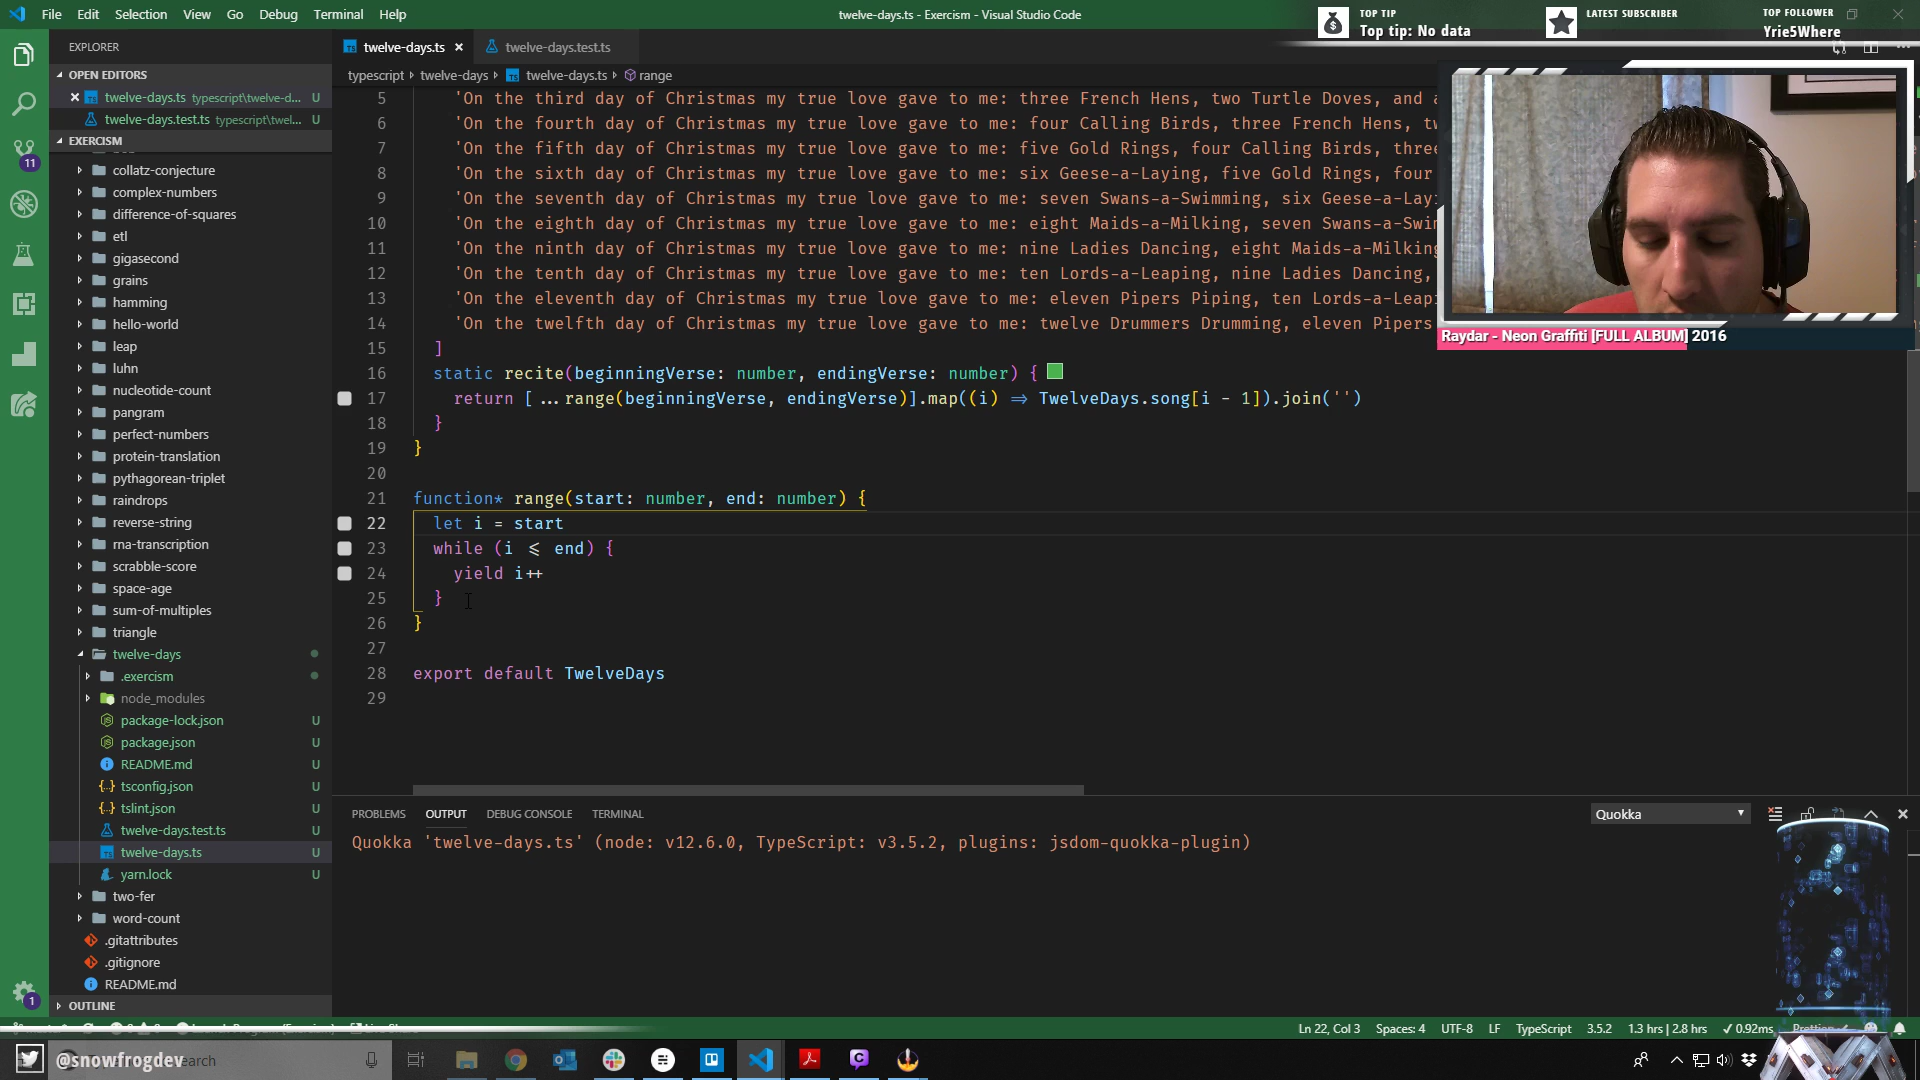 File Edit Selection View Go Debug Terminal Help
twelve-days.ts - Exercism - Visual Studio Code
TOP TIP
Top tip: No data
LATEST SUBSCRIBER
TOP FOLLOWER
Yrie5Where
EXPLORER
OPEN EDITORS
twelve-days.ts typescript\twelve-d... U
twelve-days.test.ts typescript\twel... U
EXERCISM
11
collatz-conjecture
complex-numbers
difference-of-squares
etl
gigasecond
grains
hamming
hello-world
leap
luhn
nucleotide-count
pangram
perfect-numbers
protein-translation
pythagorean-triplet
raindrops
reverse-string
rna-transcription
scrabble-score
space-age
sum-of-multiples
triangle
twelve-days
.exercism
node_modules
package-lock.json U
package.json U
README.md U
tsconfig.json U
tslint.json U
twelve-days.test.ts U
twelve-days.ts U
yarn.lock U
two-fer
word-count
.gitattributes
.gitignore
README.md
1
OUTLINE
twelve-days.ts
twelve-days.test.ts
typescript twelve-days twelve-days.ts range
5 'On the third day of Christmas my true love gave to me: three French Hens, two Turtle Doves, and a
6 'On the fourth day of Christmas my true love gave to me: four Calling Birds, three French Hens, tw
7 'On the fifth day of Christmas my true love gave to me: five Gold Rings, four Calling Birds, three
8 'On the sixth day of Christmas my true love gave to me: six Geese-a-Laying, five Gold Rings, four
9 'On the seventh day of Christmas my true love gave to me: seven Swans-a-Swimming, six Geese-a-Layi
10 'On the eighth day of Christmas my true love gave to me: eight Maids-a-Milking, seven Swans-a-Swim
11 'On the ninth day of Christmas my true love gave to me: nine Ladies Dancing, eight Maids-a-Milking
12 'On the tenth day of Christmas my true love gave to me: ten Lords-a-Leaping, nine Ladies Dancing,
13 'On the eleventh day of Christmas my true love gave to me: eleven Pipers Piping, ten Lords-a-Leapi
14 'On the twelfth day of Christmas my true love gave to me: twelve Drummers Drumming, eleven Pipers
15 ]
16 static recite(beginningVerse: number, endingVerse: number) {
17 return [...range(beginningVerse, endingVerse)].map((i) => TwelveDays.song[i - 1]).join('')
18 }
19 }
20
21 function* range(start: number, end: number) {
22 let i = start
23 while (i <= end) {
24 yield i++
25 }
26 }
27
28 export default TwelveDays
29
Raydar - Neon Graffiti [FULL ALBUM] 2016
PROBLEMS OUTPUT DEBUG CONSOLE TERMINAL
Quokka
Quokka 'twelve-days.ts' (node: v12.6.0, TypeScript: v3.5.2, plugins: jsdom-quokka-plugin)
Ln 22, Col 3 Spaces: 4 UTF-8 LF TypeScript 3.5.2 1.3 hrs | 2.8 hrs ✓ 0.92ms Prettier
@snowfrogdev